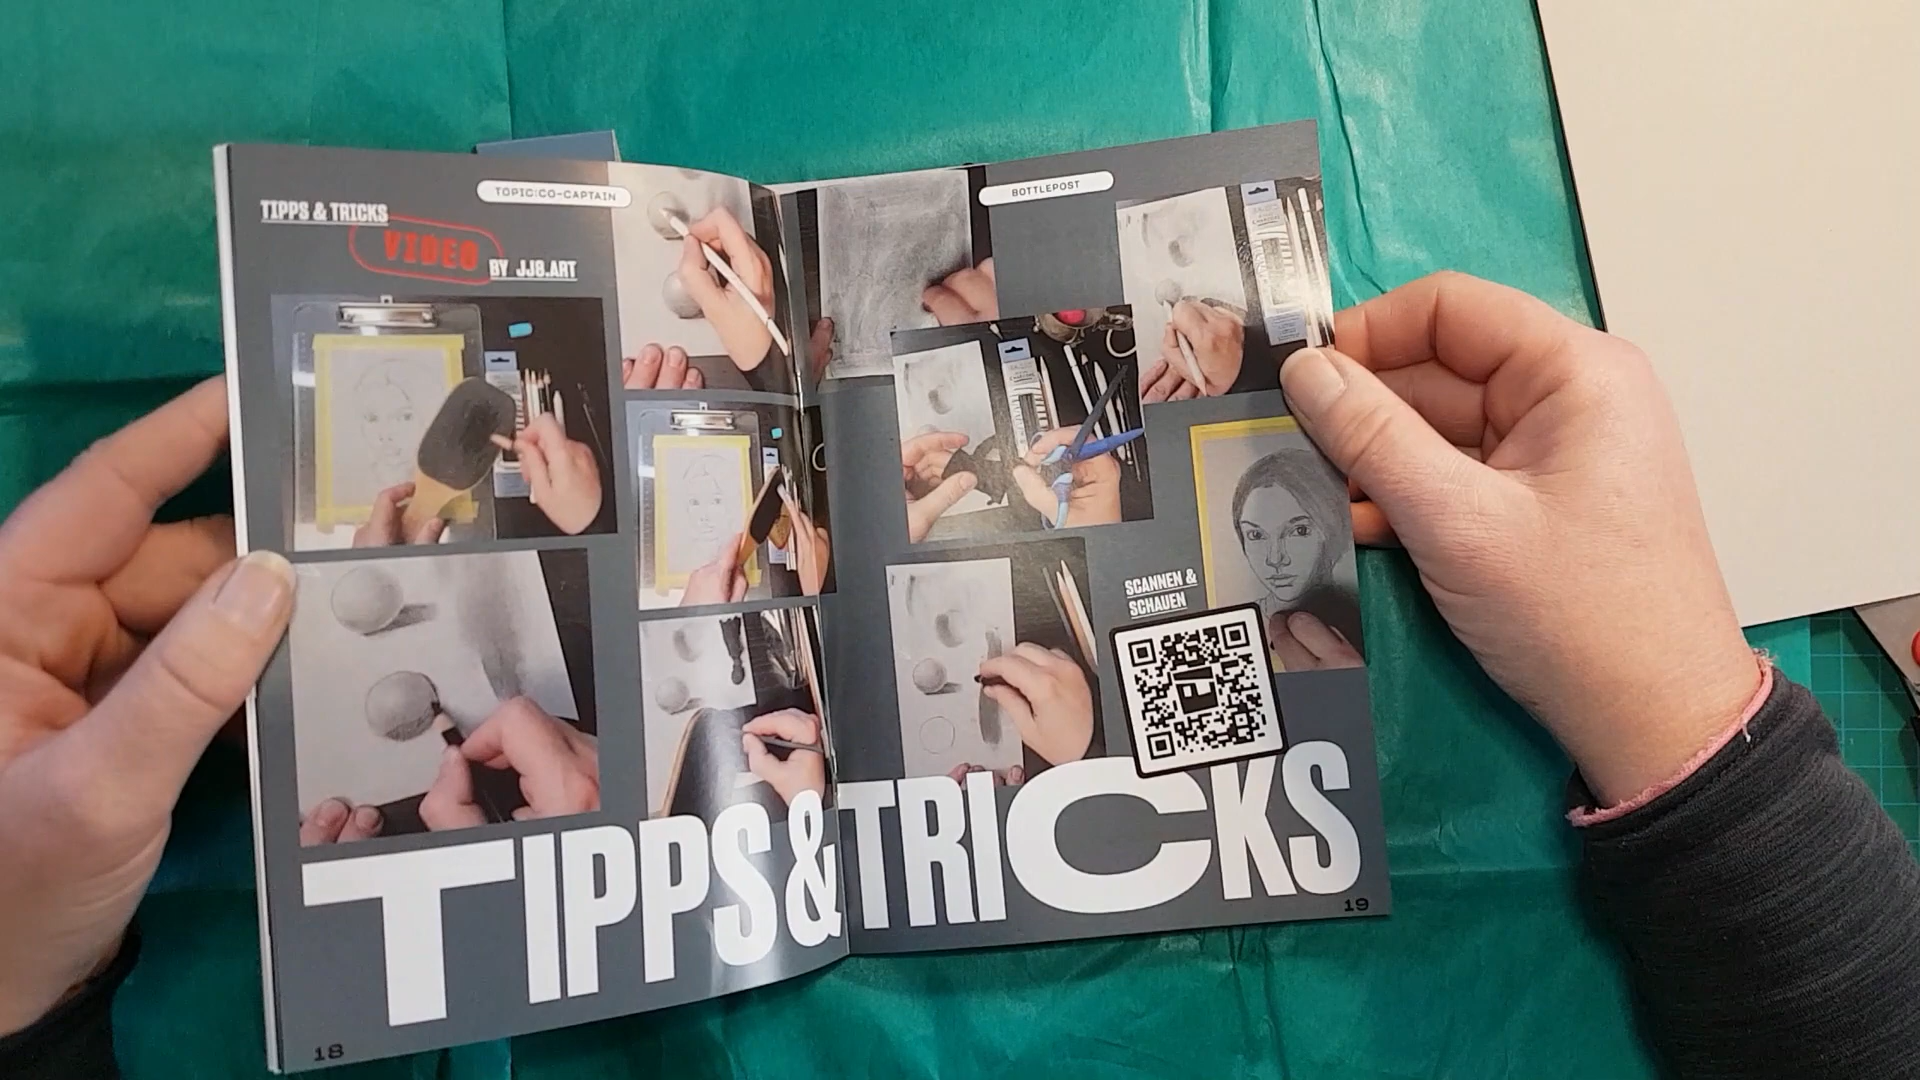 TOPIC:CO-CAPTAIN
TIPPS & TRICKS
VIDEO
BY JJ8.ART
BOTTLEPOST
SCANNEN &
SCHAUEN
TIPPS & TRICKS
18
19